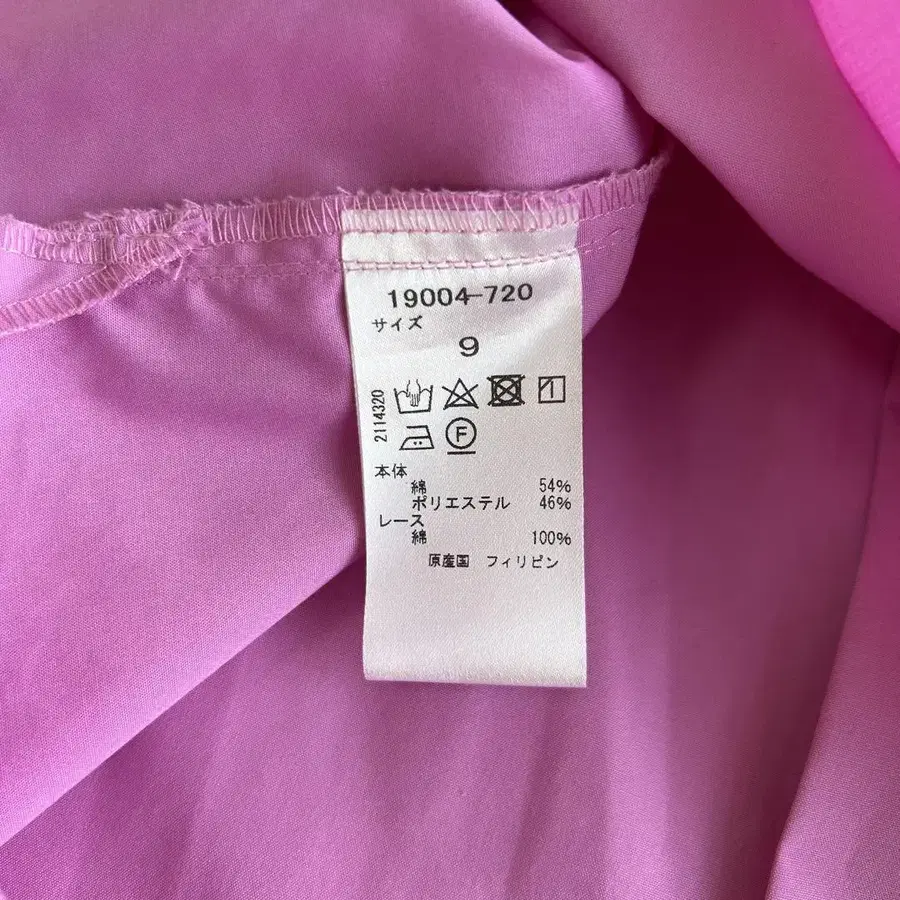 19004-720
サイズ
9
2114320
F
本体
綿 54%
ポリエステル 46%
レース
綿 100%
原産国 フィリピン